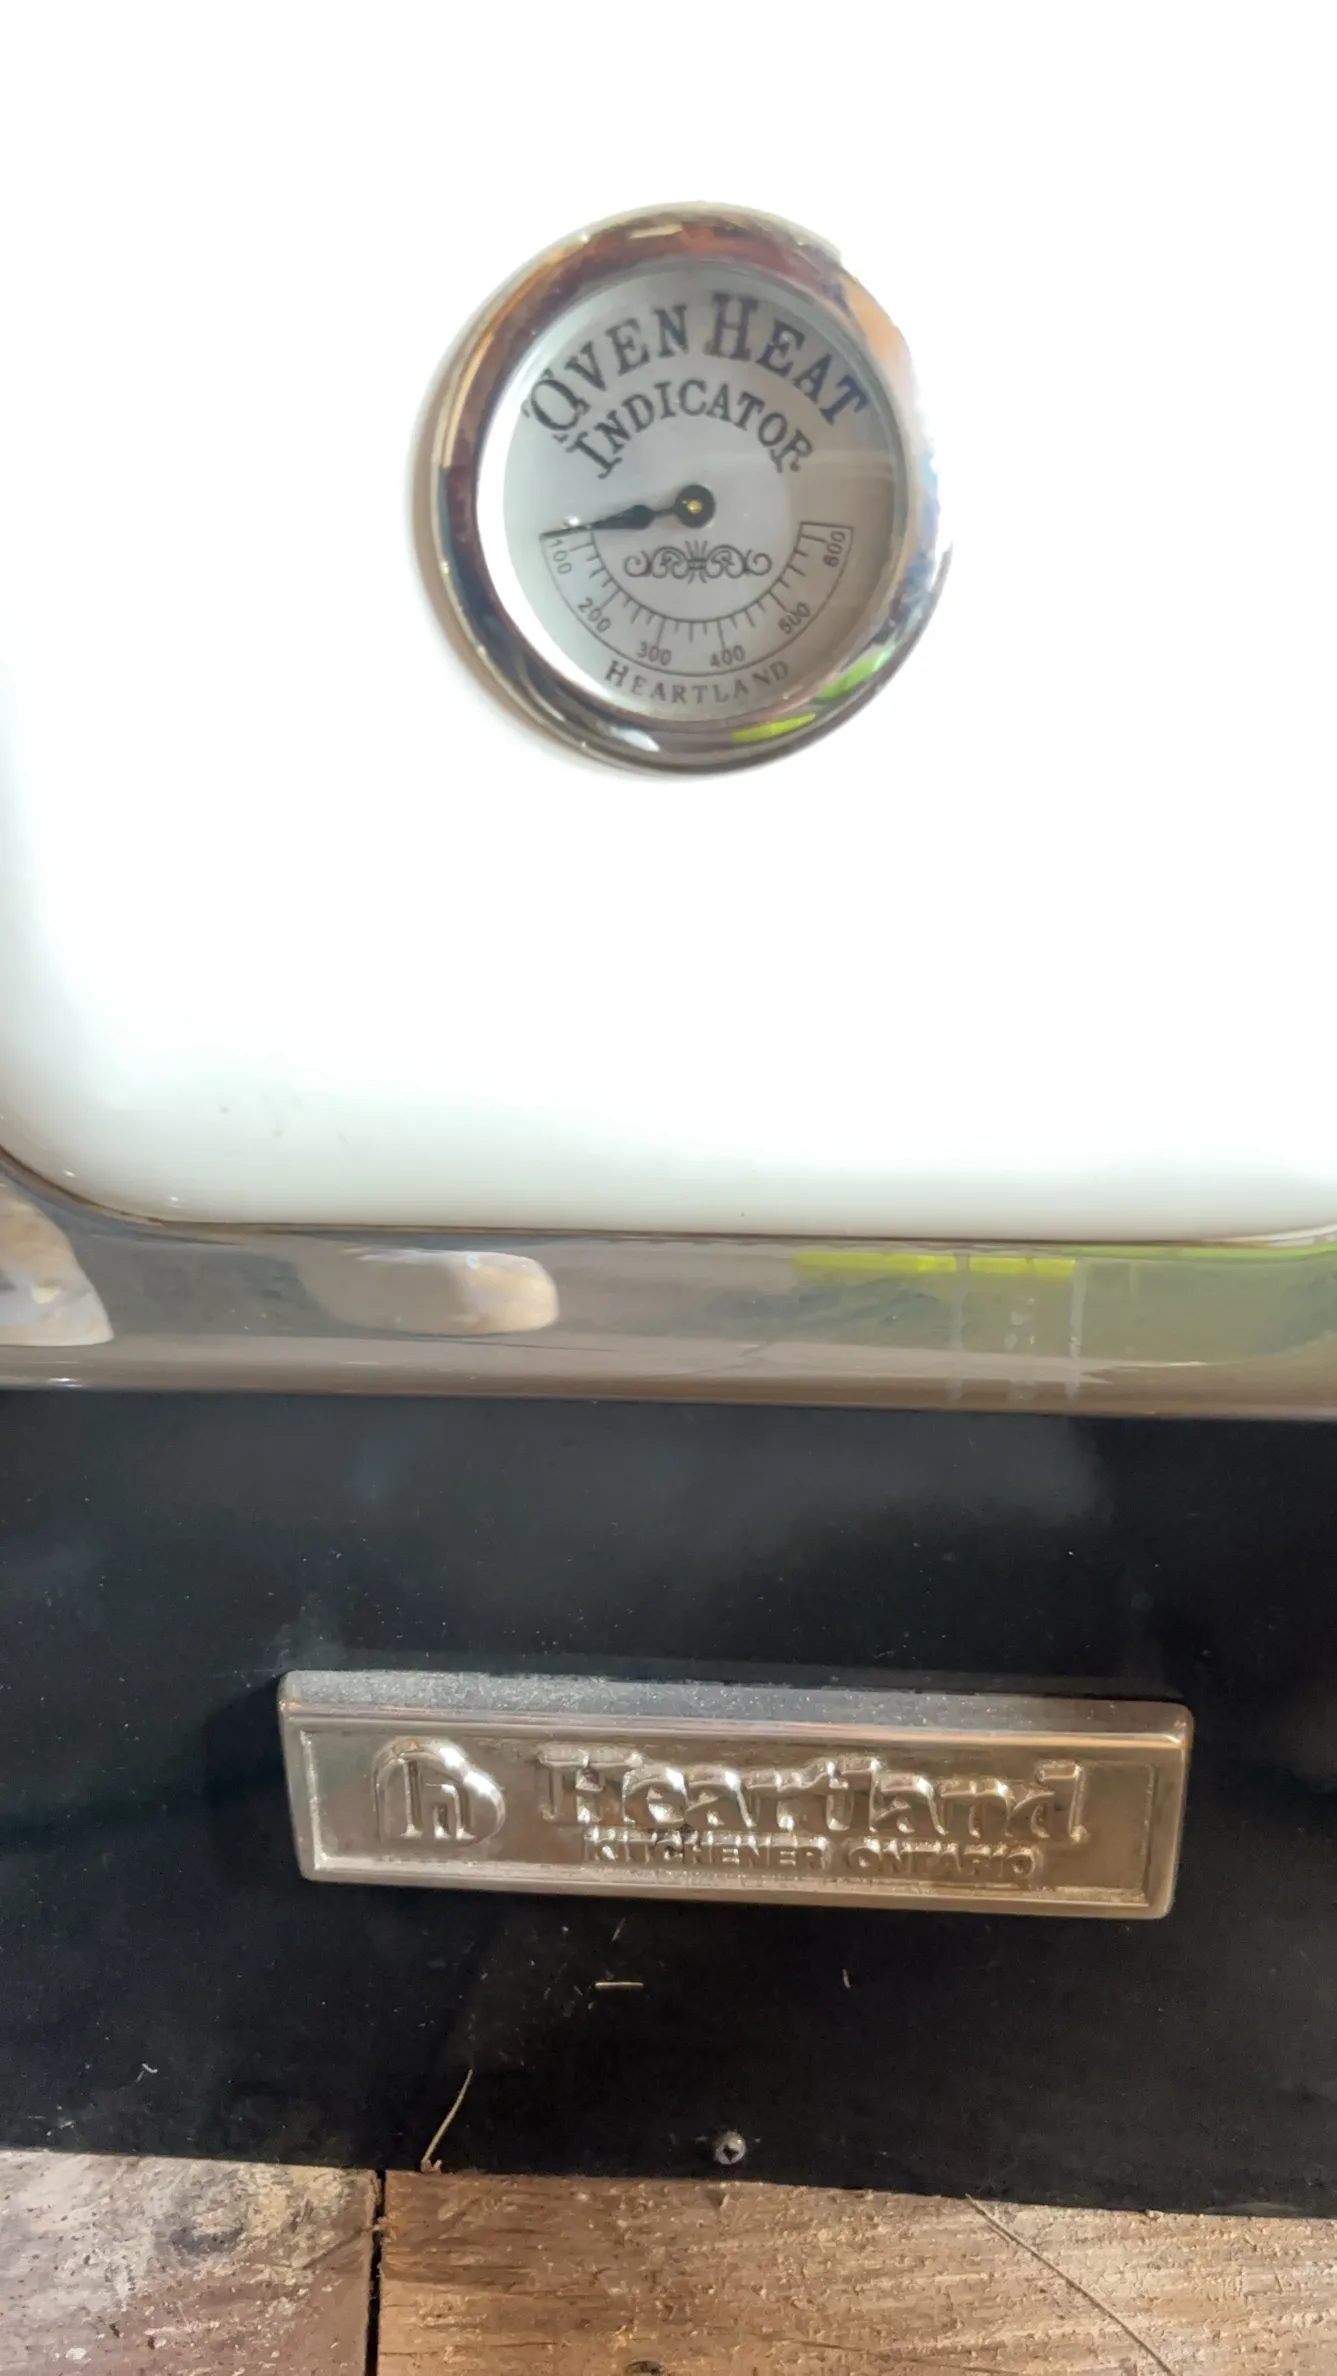 OVEN HEAT
INDICATOR
100 200 300 400 500 600
HEARTLAND
h Heartland
KITCHENER ONTARIO